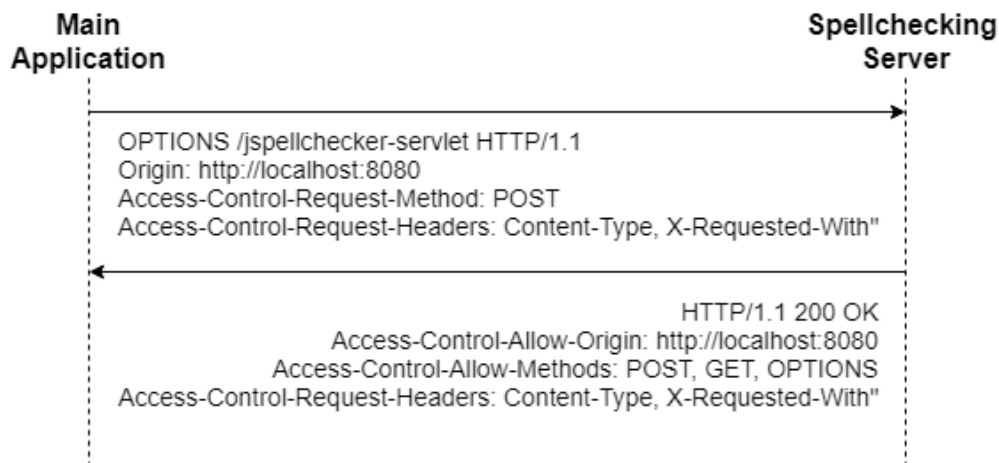 Main
Application
Spellchecking
Server
OPTIONS /jspellchecker-servlet HTTP/1.1
Origin: http://localhost:8080
Access-Control-Request-Method: POST
Access-Control-Request-Headers: Content-Type, X-Requested-With"
HTTP/1.1 200 OK
Access-Control-Allow-Origin: http://localhost:8080
Access-Control-Allow-Methods: POST, GET, OPTIONS
Access-Control-Request-Headers: Content-Type, X-Requested-With"